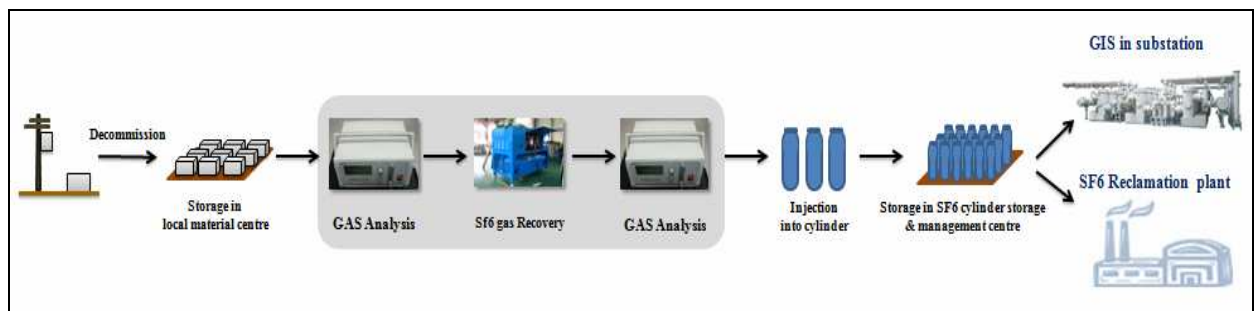 GIS in substation
Decommission
Storage in
local material centre
GAS Analysis
Sf6 gas Recovery
GAS Analysis
Injection
into cylinder
Storage in SF6 cylinder storage
& management centre
SF6 Reclamation plant